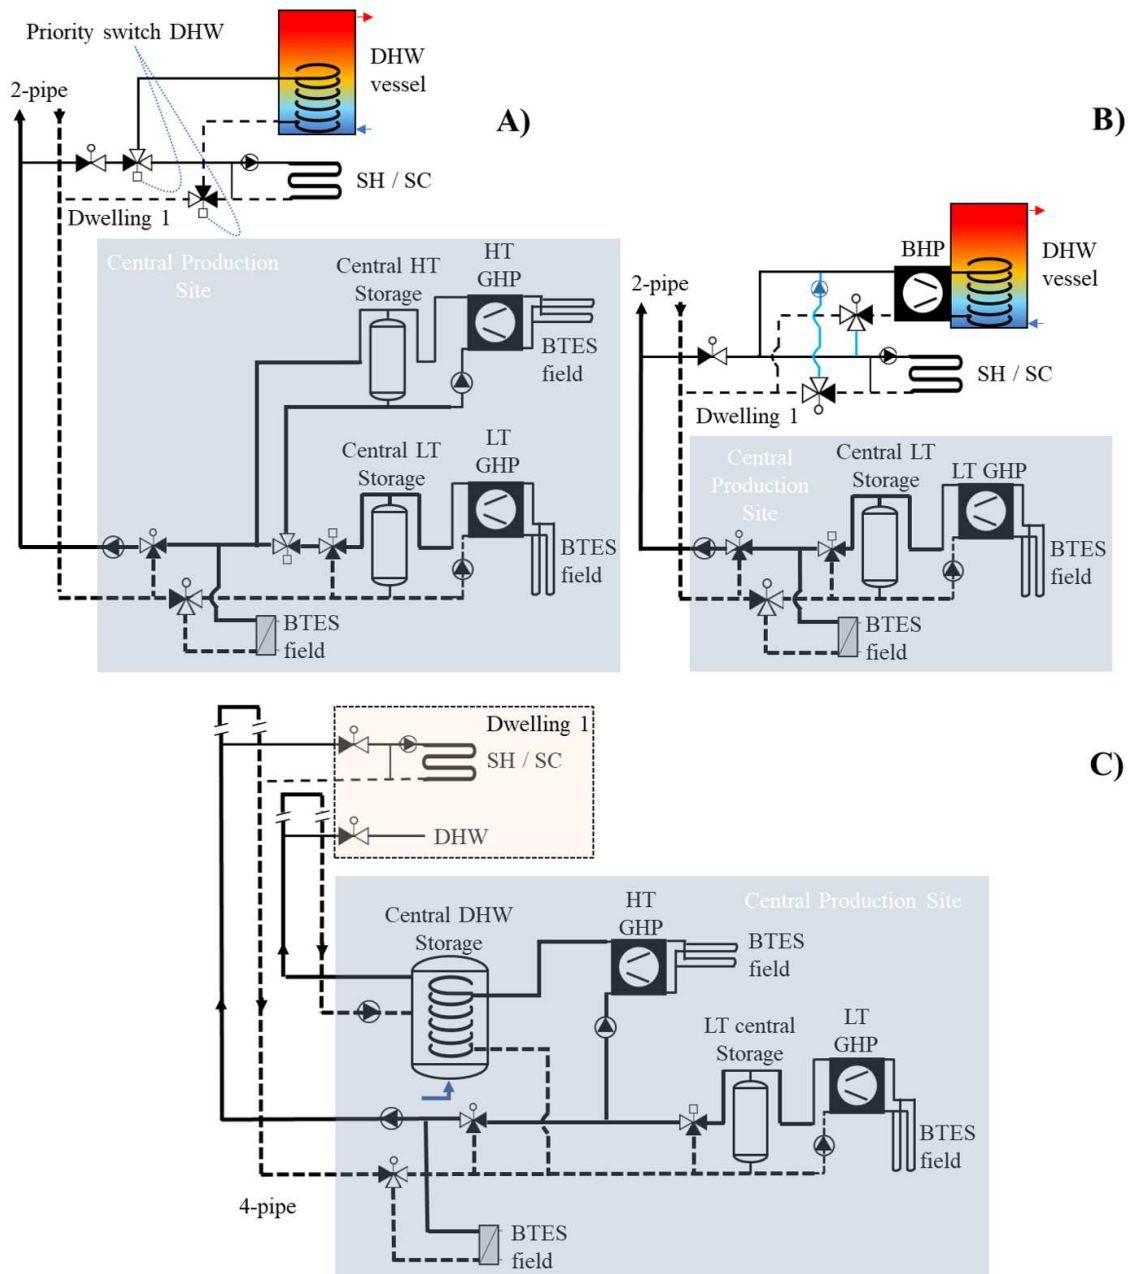 Priority switch DHW
DHW
vessel
2-pipe
A)
SH / SC
Dwelling 1
Central Production
Site
Central HT
Storage
HT
GHP
BTES
field
Central LT
Storage
LT
GHP
BTES
field
BTES
field
B)
BHP
DHW
vessel
2-pipe
SH / SC
Dwelling 1
Central
Production
Site
Central LT
Storage
LT GHP
BTES
field
BTES
field
Dwelling 1
SH / SC
C)
DHW
Central Production Site
Central DHW
Storage
HT
GHP
BTES
field
LT central
Storage
LT
GHP
BTES
field
4-pipe
BTES
field